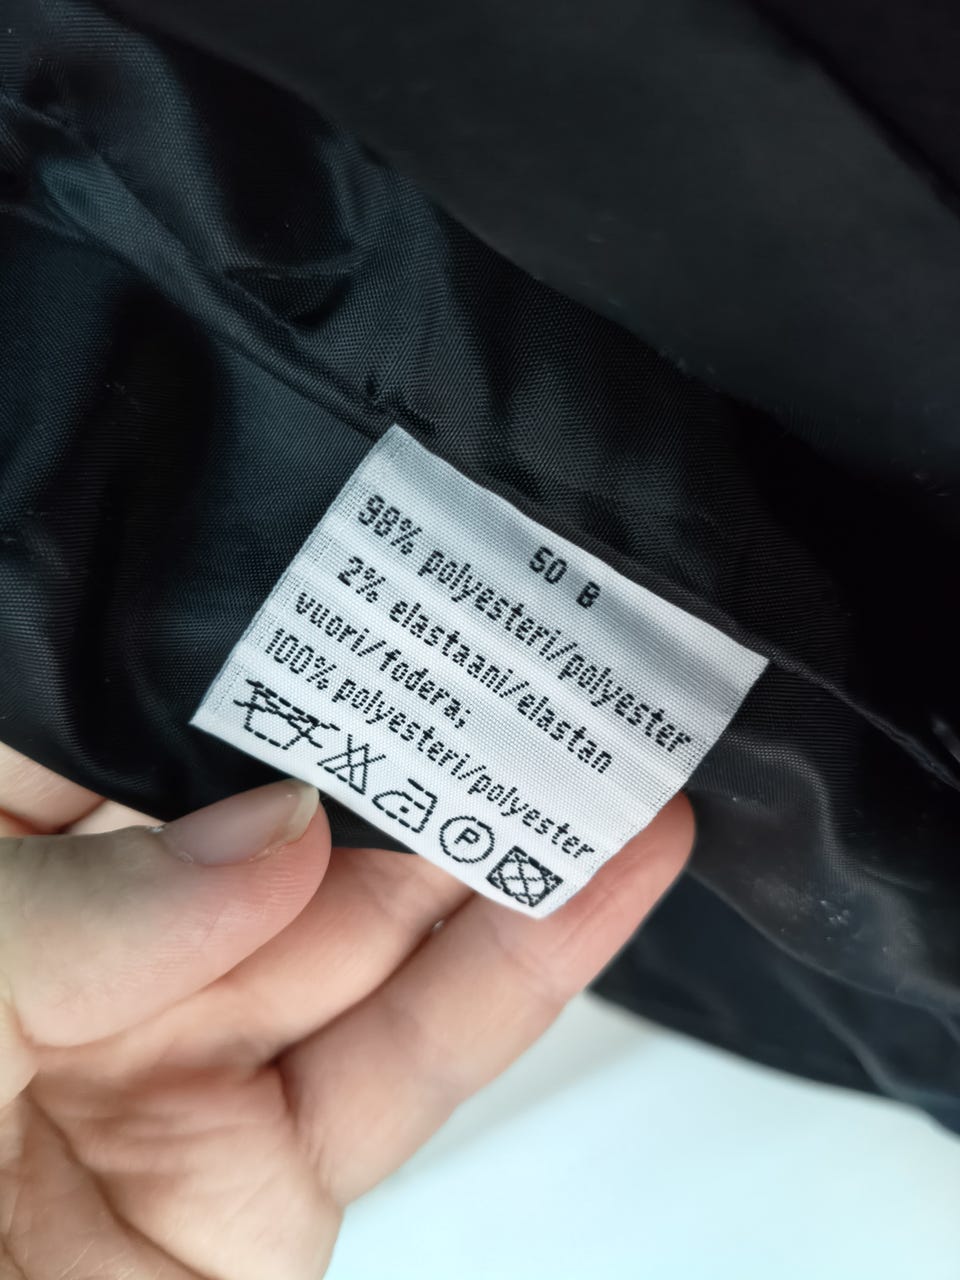 50 B
98% polyesteri/polyester
2% elastaani/elastan
vuori/fodera;
100% polyesteri/polyester
P